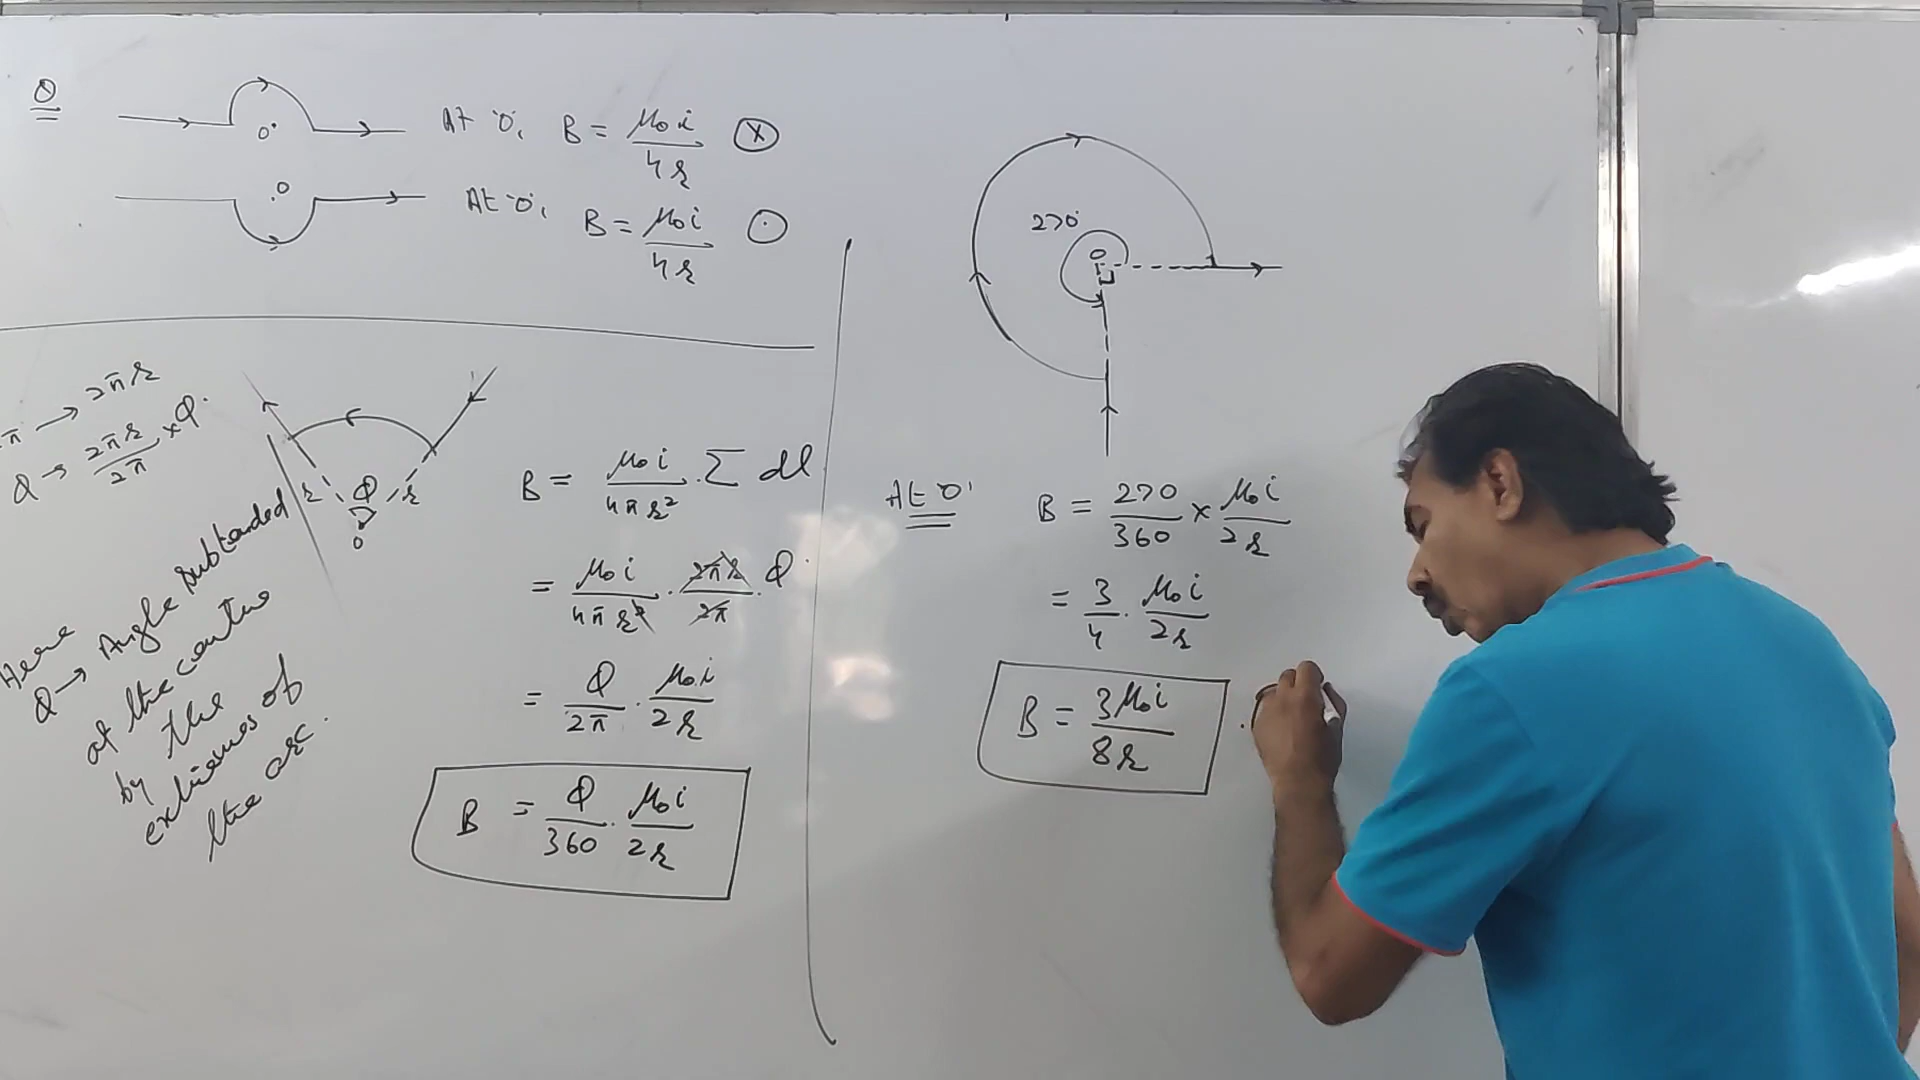 Q
O
At 'O', B = μ₀i / 4r ⊗
O
At 'O', B = μ₀i / 4r ⊙
π → 2πr
Q → 2πr / 2π × Q.
r Q r
O
Here
Q → Angle subtended
at the centre
by the
extremes of
the arc.
B = μ₀i / 4πr² . Σ dl
= μ₀i / 4πr² . 2πr / 2π . Q
= Q / 2π . μ₀i / 2r
B = Q / 360 . μ₀i / 2r
270°
O
At 'O'
B = 270 / 360 × μ₀i / 2r
= 3 / 4 . μ₀i / 2r
B = 3μ₀i / 8r